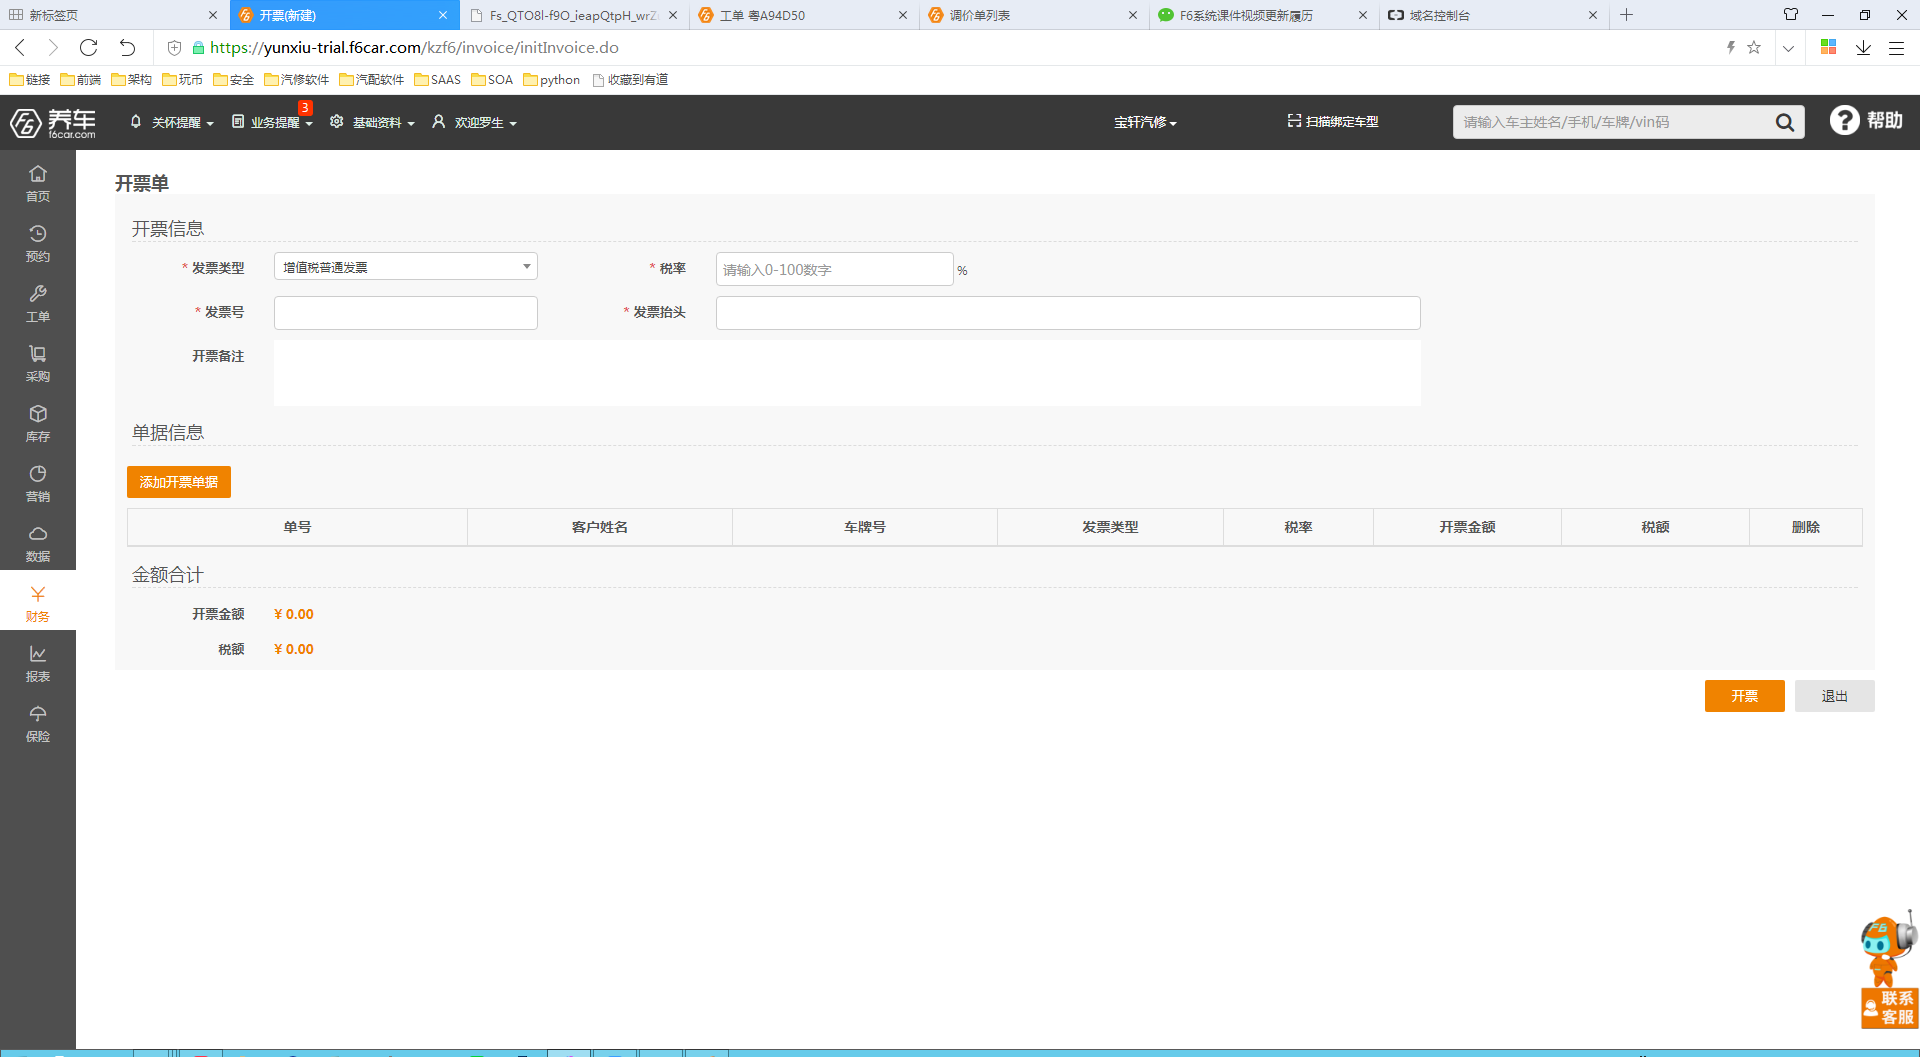 新标签页
开票(新建)
Fs_QTO8l-f9O_ieapQtpH_wrZ
工单 粤A94D50
调价单列表
F6系统课件视频更新履历
域名控制台
https://yunxiu-trial.f6car.com/kzf6/invoice/initInvoice.do
链接 前端 架构 玩币 安全 汽修软件 汽配软件 SAAS SOA python 收藏到有道
养车
f6car.com
关怀提醒
业务提醒
3
基础资料
欢迎罗生
宝轩汽修
扫描绑定车型
请输入车主姓名/手机/车牌/vin码
帮助
首页
预约
工单
采购
库存
营销
数据
财务
报表
保险
开票单
开票信息
* 发票类型 增值税普通发票 * 税率 请输入0-100数字 %
* 发票号 * 发票抬头
开票备注
单据信息
添加开票单据
单号 客户姓名 车牌号 发票类型 税率 开票金额 税额 删除
金额合计
开票金额 ¥ 0.00
税额 ¥ 0.00
开票 退出
F6
联系
客服